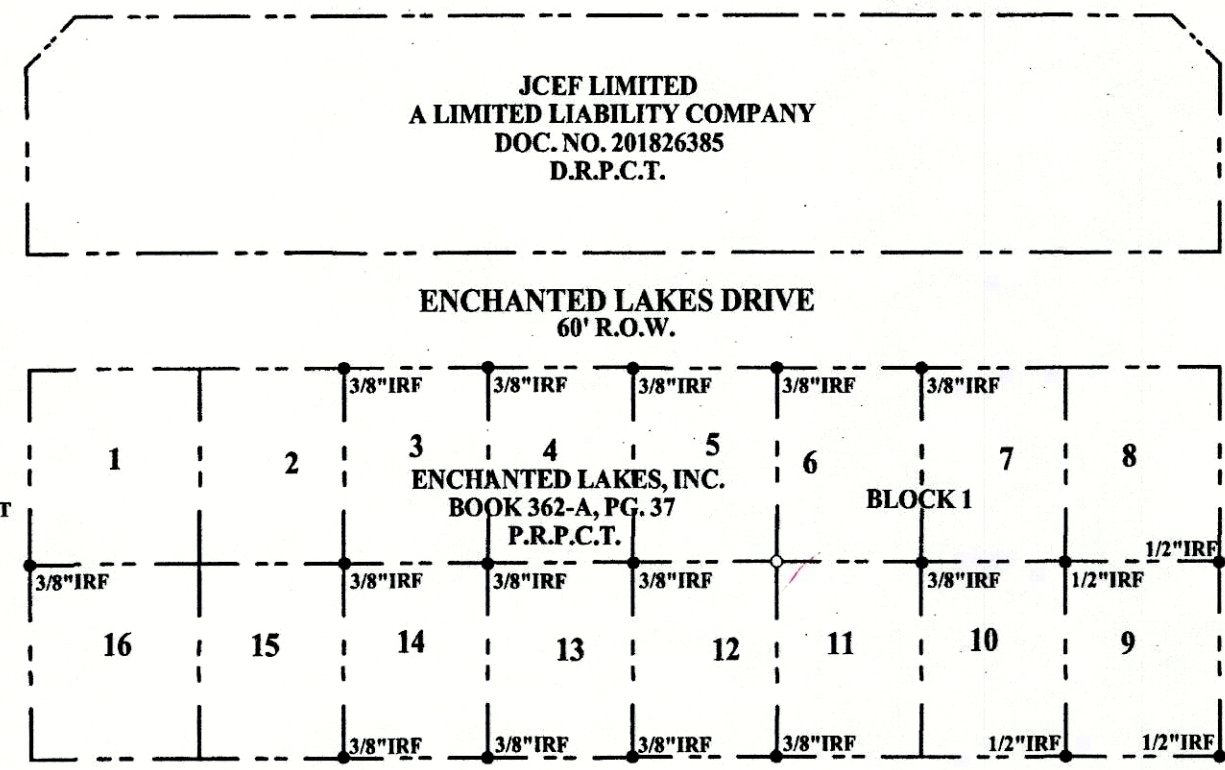 JCEF LIMITED
A LIMITED LIABILITY COMPANY
DOC. NO. 201826385
D.R.P.C.T.
ENCHANTED LAKES DRIVE
60' R.O.W.
3/8"IRF 3/8"IRF 3/8"IRF 3/8"IRF 3/8"IRF
1 2 3 4 5 6 7 8
ENCHANTED LAKES, INC.
BOOK 362-A, PG. 37
P.R.P.C.T.
BLOCK 1
T
1/2"IRF
3/8"IRF 3/8"IRF 3/8"IRF 3/8"IRF 3/8"IRF 1/2"IRF
16 15 14 13 12 11 10 9
3/8"IRF 3/8"IRF 3/8"IRF 3/8"IRF 1/2"IRF 1/2"IRF